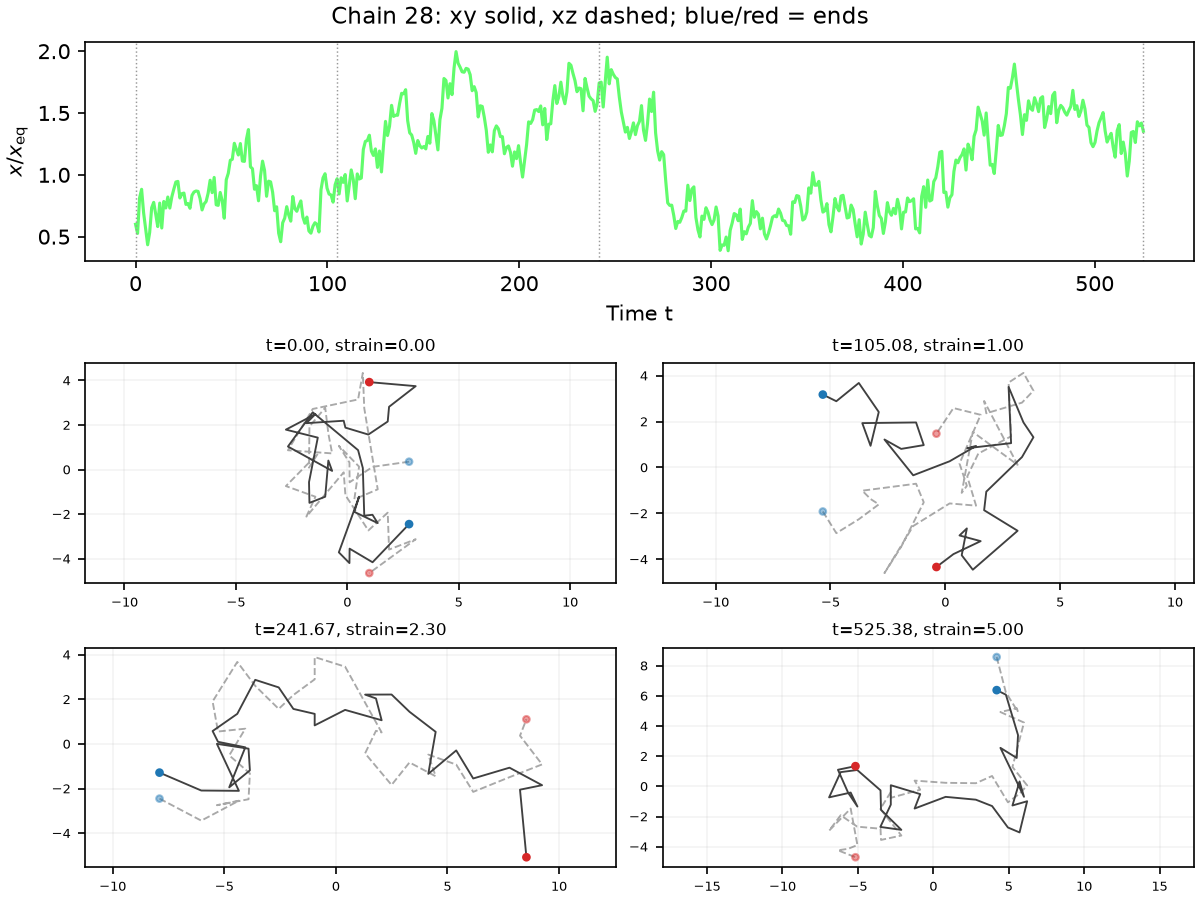 Chain 28: xy solid, xz dashed; blue/red = ends
2.0
1.5
1.0
0.5
x/x_eq
0 100 200 300 400 500
Time t
t=0.00, strain=0.00
4
2
0
−2
−4
−10 −5 0 5 10
t=105.08, strain=1.00
4
2
0
−2
−4
−10 −5 0 5 10
t=241.67, strain=2.30
4
2
0
−2
−4
−10 −5 0 5 10
t=525.38, strain=5.00
8
6
4
2
0
−2
−4
−15 −10 −5 0 5 10 15